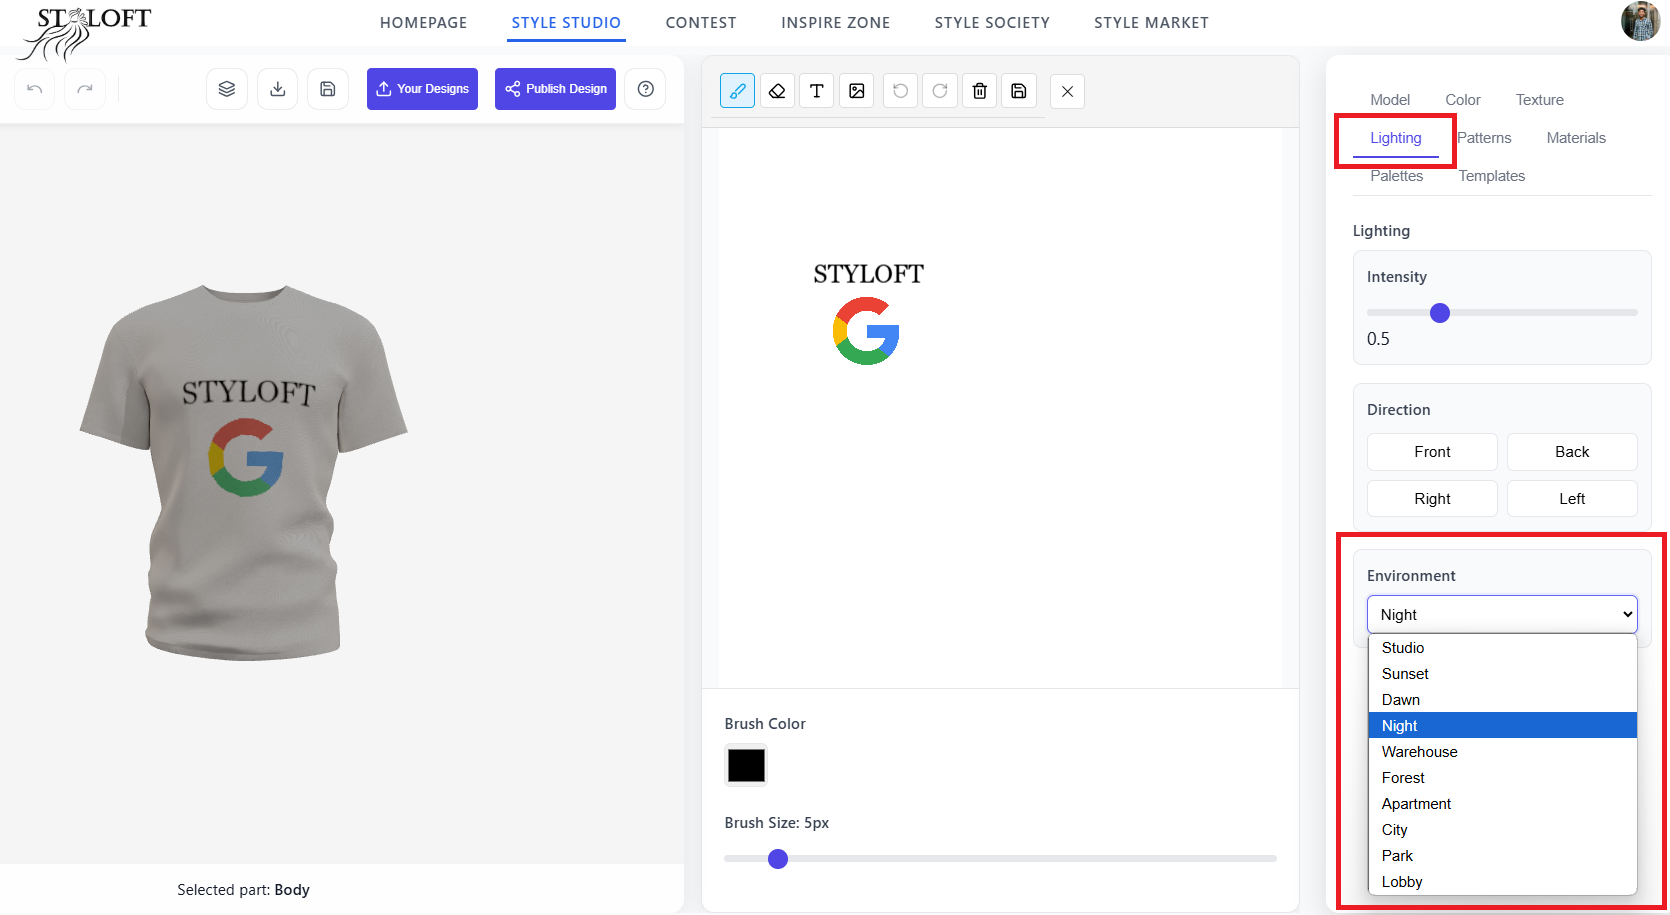 STYLOFT
HOMEPAGE
STYLE STUDIO
CONTEST
INSPIRE ZONE
STYLE SOCIETY
STYLE MARKET
Your Designs
Publish Design
STYLOFT
G
Selected part: Body
STYLOFT
G
Brush Color
Brush Size: 5px
Model Color Texture
Lighting Patterns Materials
Palettes Templates
Lighting
Intensity
0.5
Direction
Front Back
Right Left
Environment
Night
Studio
Sunset
Dawn
Night
Warehouse
Forest
Apartment
City
Park
Lobby